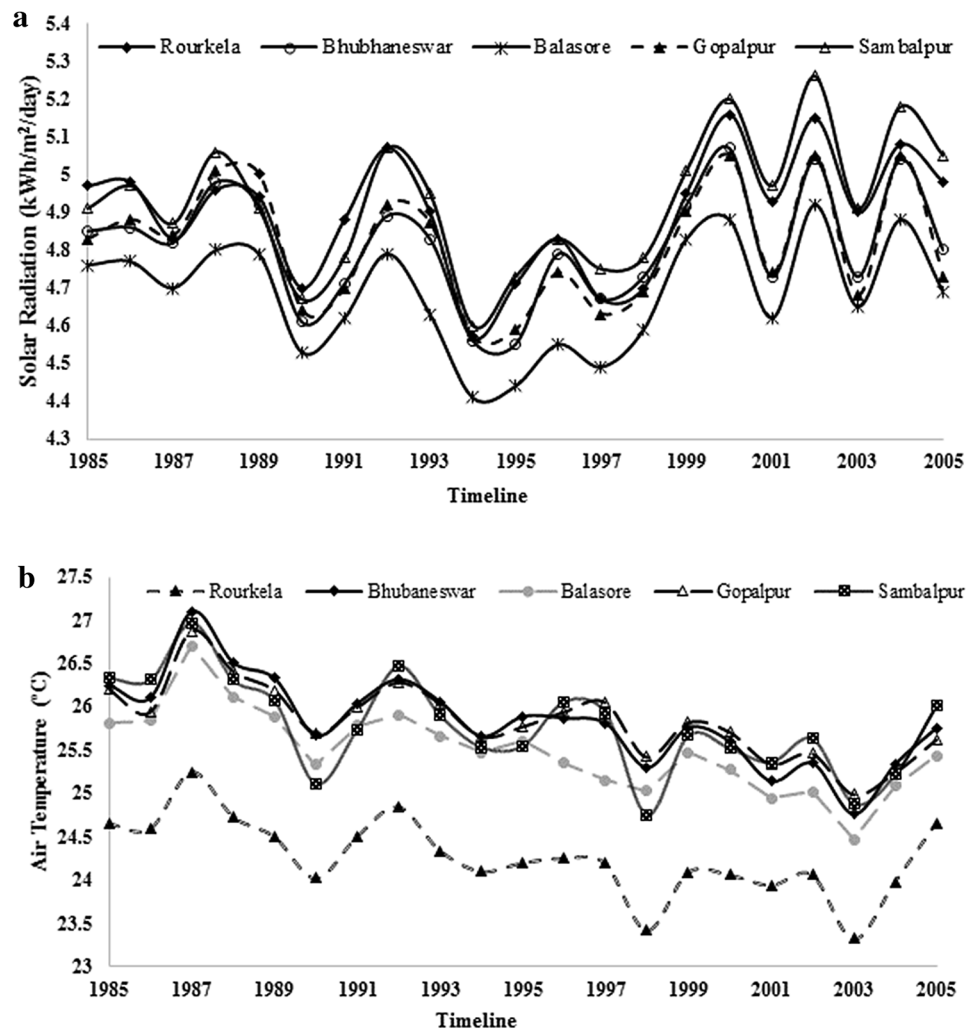 a
5.4
Rourkela Bhubhaneswar Balasore Gopalpur Sambalpur
5.3
5.2
5.1
5
4.9
4.8
4.7
4.6
4.5
4.4
4.3
Solar Radiation (kWh/m²/day)
1985 1987 1989 1991 1993 1995 1997 1999 2001 2003 2005
Timeline
b
27.5
Rourkela Bhubaneswar Balasore Gopalpur Sambalpur
27
26.5
26
25.5
25
24.5
24
23.5
23
Air Temperature (°C)
1985 1987 1989 1991 1993 1995 1997 1999 2001 2003 2005
Timeline